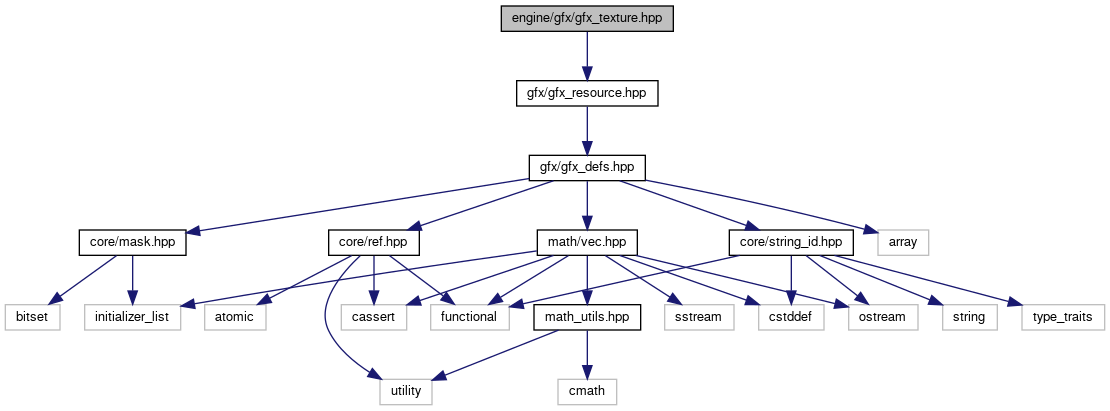 engine/gfx/gfx_texture.hpp
gfx/gfx_resource.hpp
gfx/gfx_defs.hpp
core/mask.hpp
core/ref.hpp
math/vec.hpp
core/string_id.hpp
array
bitset
initializer_list
atomic
cassert
functional
math_utils.hpp
sstream
cstddef
ostream
string
type_traits
utility
cmath